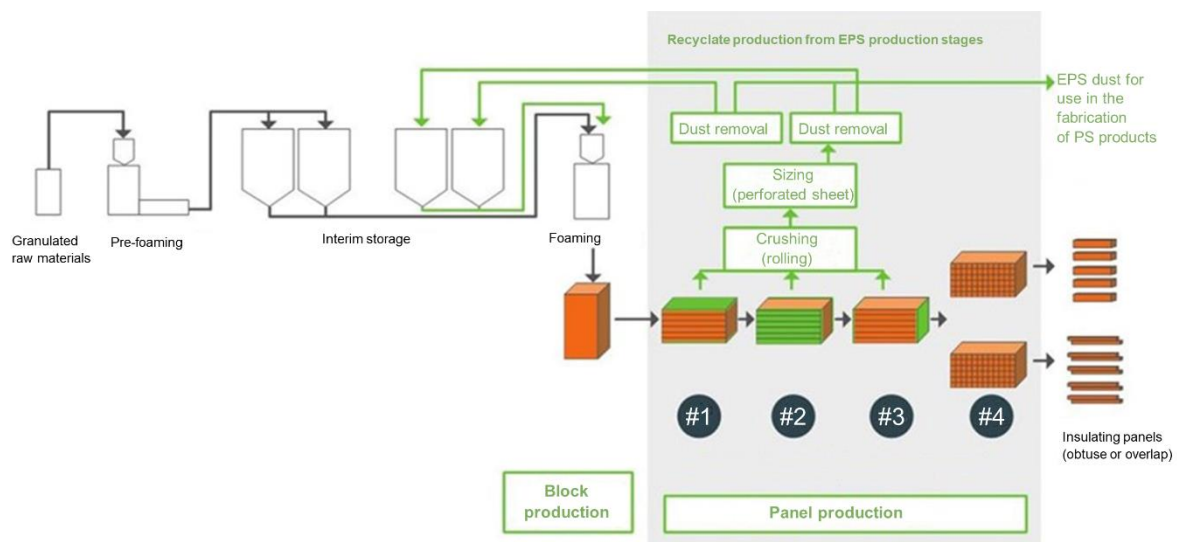 Recyclate production from EPS production stages
EPS dust for
use in the
fabrication
of PS products
Dust removal
Dust removal
Sizing
(perforated sheet)
Crushing
(rolling)
Granulated
raw materials
Pre-foaming
Interim storage
Foaming
#1
#2
#3
#4
Insulating panels
(obtuse or overlap)
Block
production
Panel production